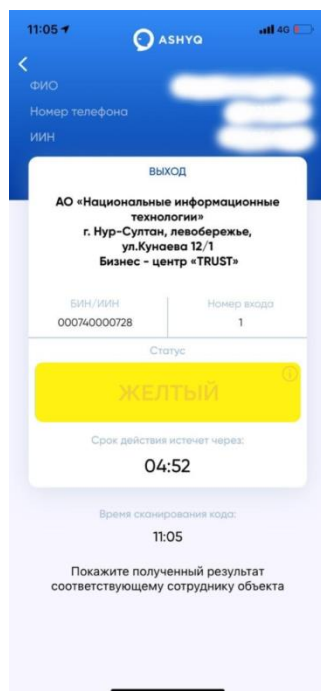 11:05
4G
ASHYQ
ФИО
Номер телефона
ИИН
ВЫХОД
АО «Национальные информационные
технологии»
г. Нур-Султан, левобережье,
ул.Кунаева 12/1
Бизнес - центр «TRUST»
БИН/ИИН
Номер входа
000740000728
1
Статус
ЖЕЛТЫЙ
Срок действия истечет через:
04:52
Время сканирования кода:
11:05
Покажите полученный результат
соответствующему сотруднику объекта